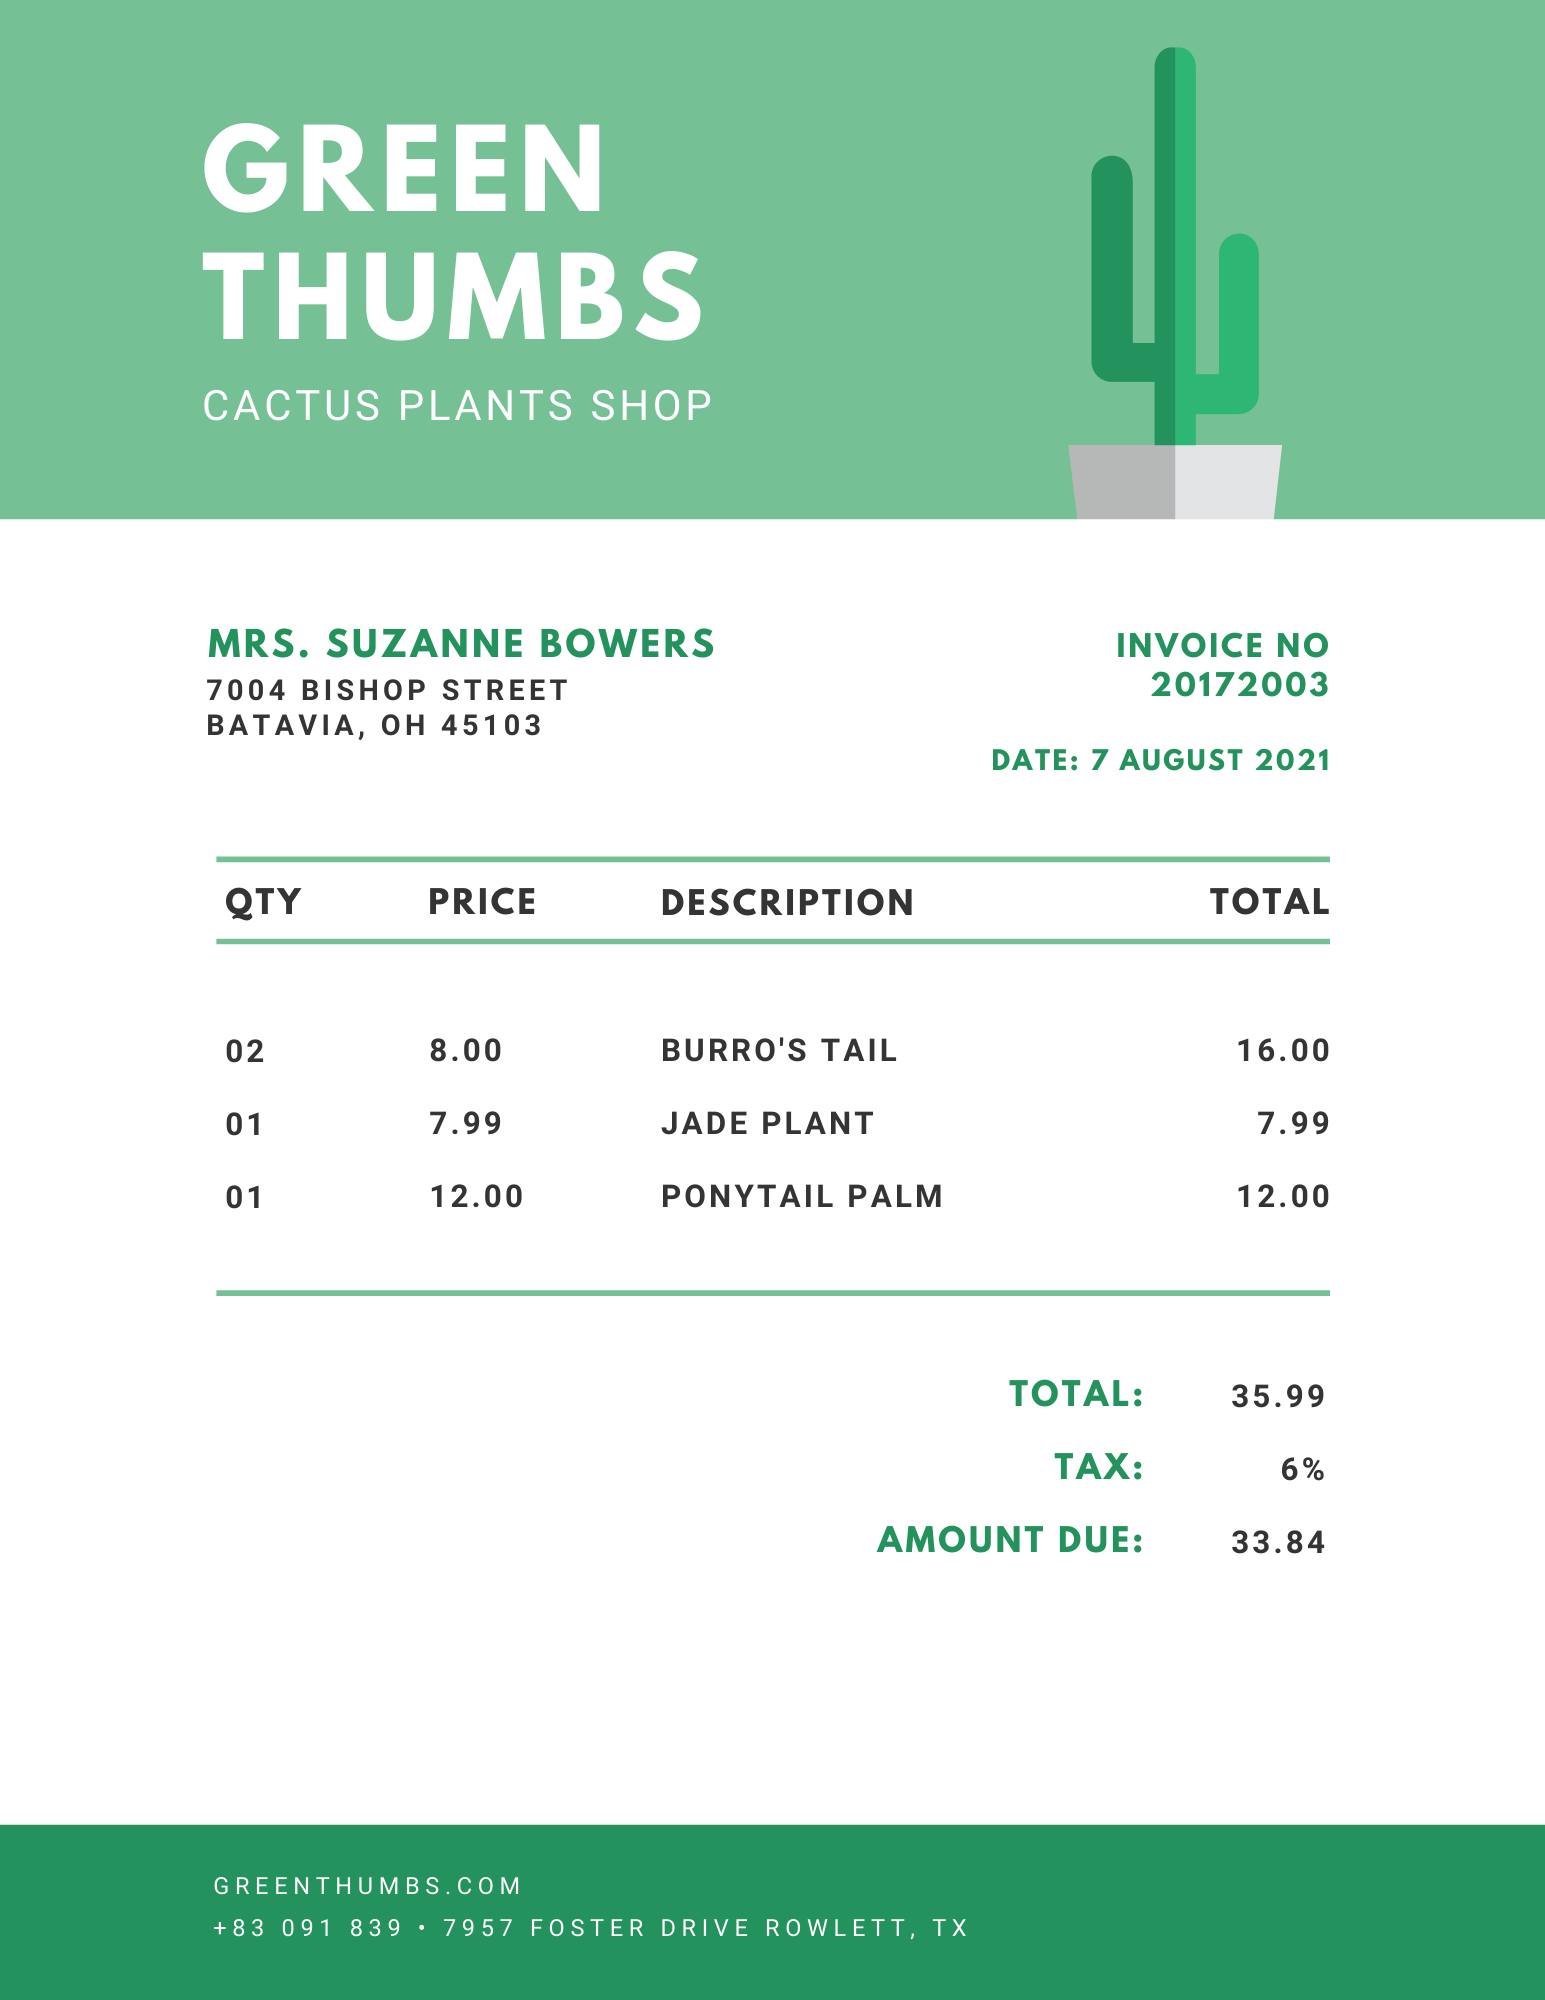 GREEN
THUMBS
CACTUS PLANTS SHOP
MRS. SUZANNE BOWERS
7004 BISHOP STREET
BATAVIA, OH 45103
INVOICE NO
20172003
DATE: 7 AUGUST 2021
QTY PRICE DESCRIPTION TOTAL
02 8.00 BURRO'S TAIL 16.00
01 7.99 JADE PLANT 7.99
01 12.00 PONYTAIL PALM 12.00
TOTAL: 35.99
TAX: 6%
AMOUNT DUE: 33.84
GREENTHUMBS.COM
+83 091 839 • 7957 FOSTER DRIVE ROWLETT, TX